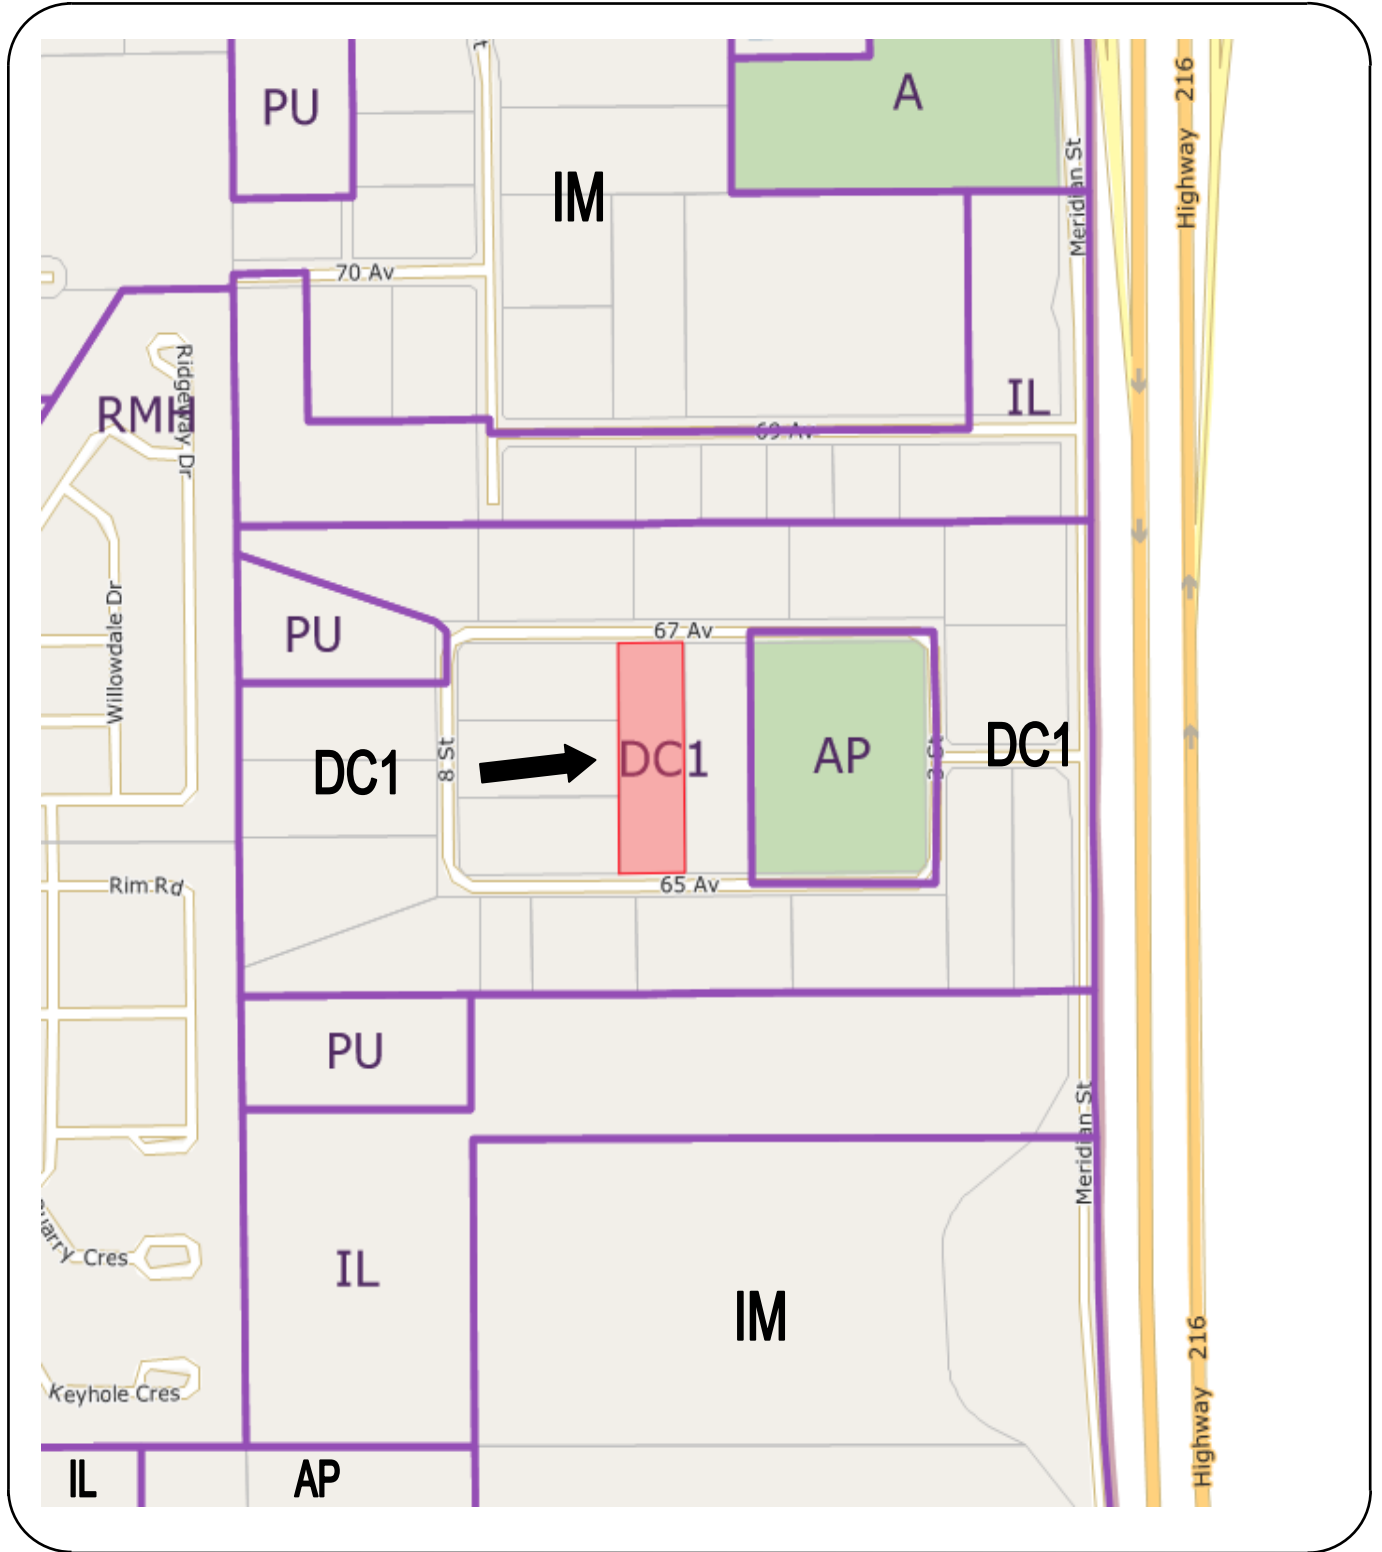 PU
A
Highway 216
Meridian St
IM
70 Av
Ridgeway Dr
RMH
IL
69 Av
Willowdale Dr
PU
67 Av
DC1
8 St
DC1
AP
DC1
65 Av
Rim Rd
PU
Meridian St
Quarry Cres
IL
IM
Highway 216
Keyhole Cres
IL
AP